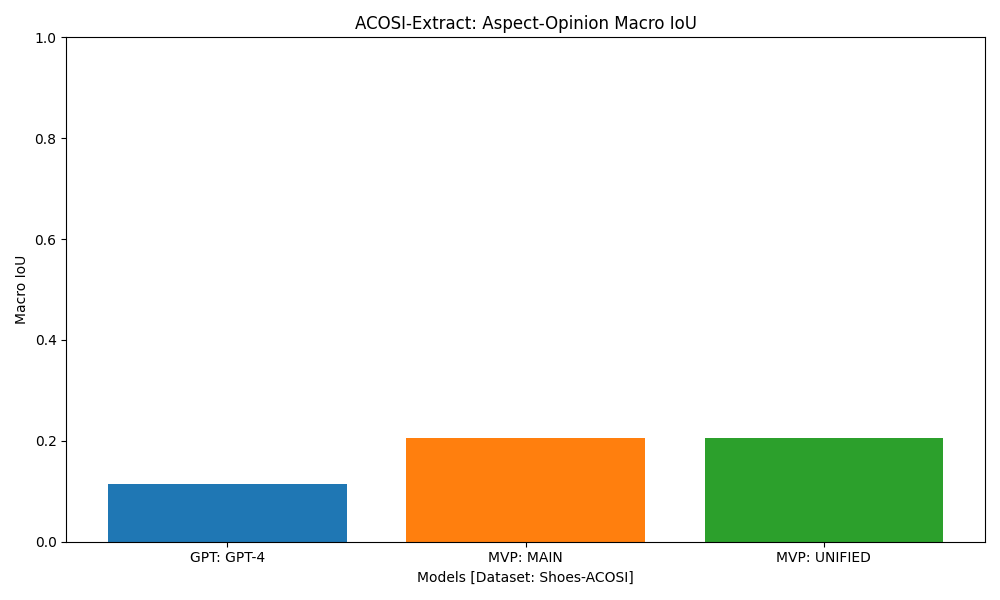 ACOSI-Extract: Aspect-Opinion Macro IoU
1.0
0.8
0.6
0.4
0.2
0.0
Macro IoU
GPT: GPT-4
MVP: MAIN
MVP: UNIFIED
Models [Dataset: Shoes-ACOSI]